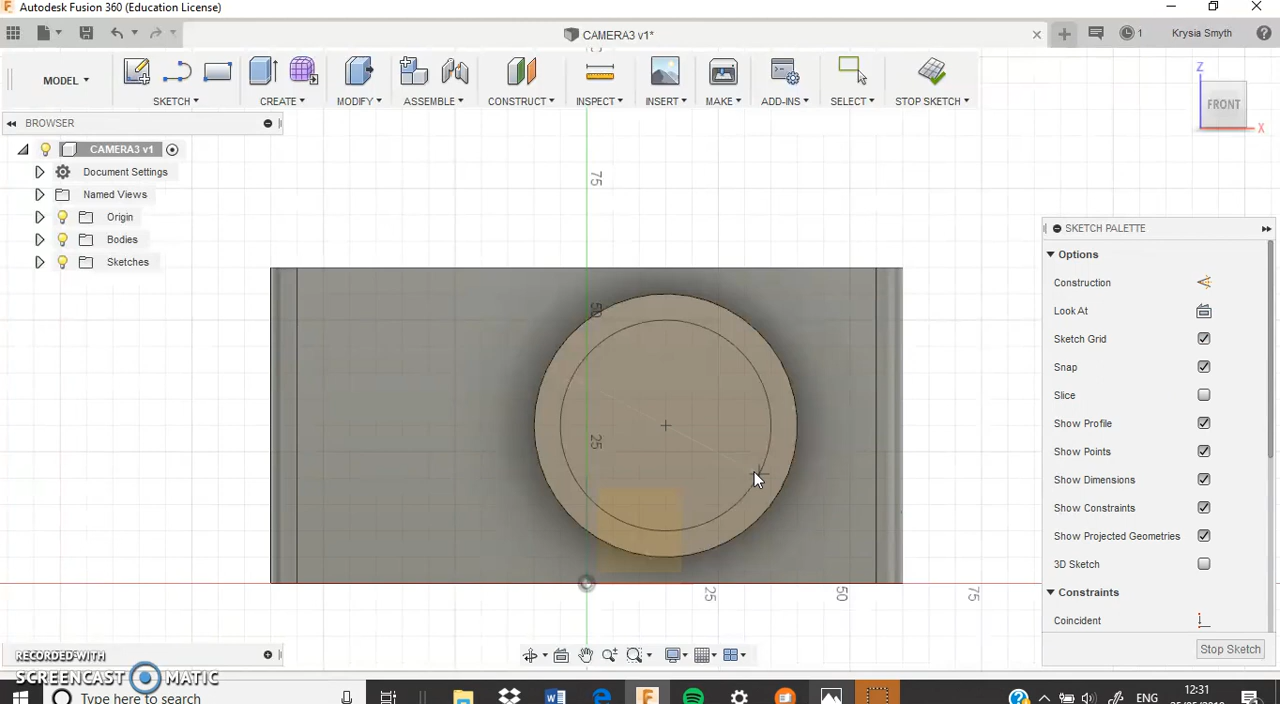 Autodesk Fusion 360 (Education License)
CAMERA3 v1*
1
Krysia Smyth
MODEL
SKETCH
CREATE
MODIFY
ASSEMBLE
CONSTRUCT
INSPECT
INSERT
MAKE
ADD-INS
SELECT
STOP SKETCH
BROWSER
CAMERA3 v1
Document Settings
Named Views
Origin
Bodies
Sketches
Z
FRONT
X
75
50
25
25
50
75
SKETCH PALETTE
Options
Construction
Look At
Sketch Grid
Snap
Slice
Show Profile
Show Points
Show Dimensions
Show Constraints
Show Projected Geometries
3D Sketch
Constraints
Coincident
Stop Sketch
RECORDED WITH
SCREENCAST MATIC
Type here to search
ENG
12:31